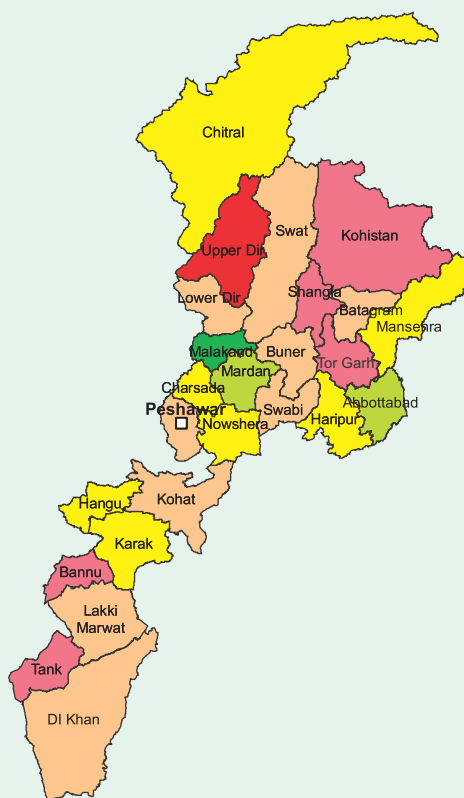 Chitral
Swat
Kohistan
Upper Dir
Shangla
Lower Dir
Batagram
Mansehra
Malakand
Buner
Tor Garh
Mardan
Charsada
Abbottabad
Peshawar
Swabi
Haripur
Nowshera
Kohat
Hangu
Karak
Bannu
Lakki
Marwat
Tank
DI Khan